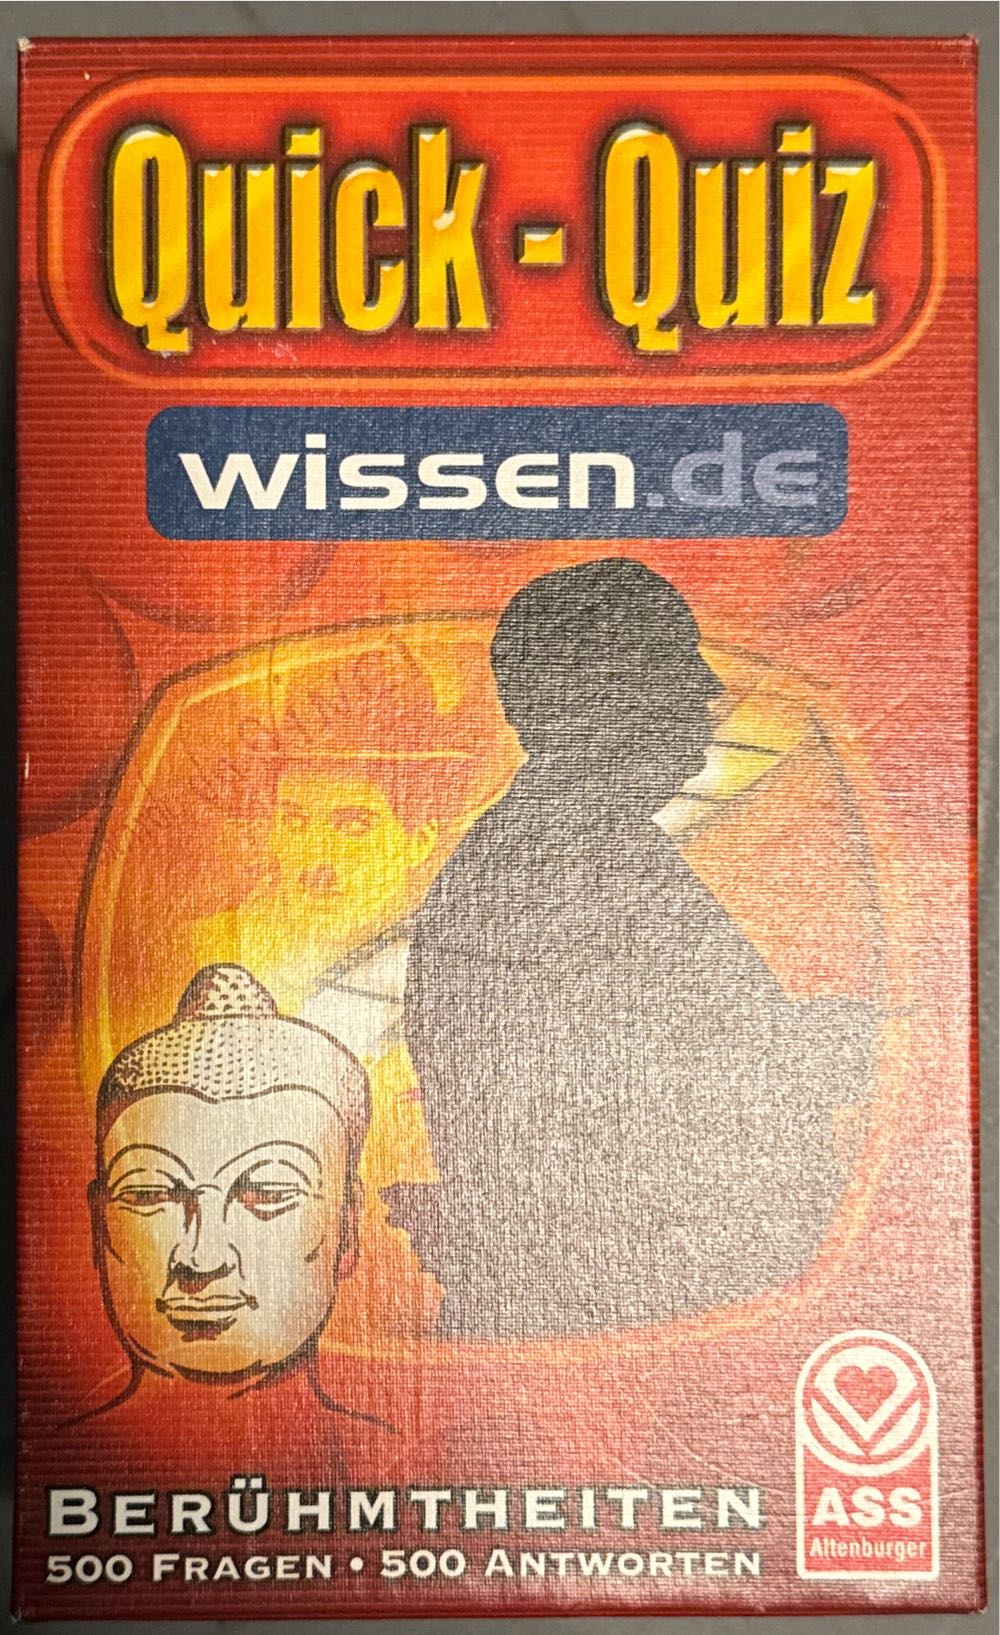 Quick - Quiz
wissen.de
BERÜHMTHEITEN
500 FRAGEN • 500 ANTWORTEN
ASS
Altenburger